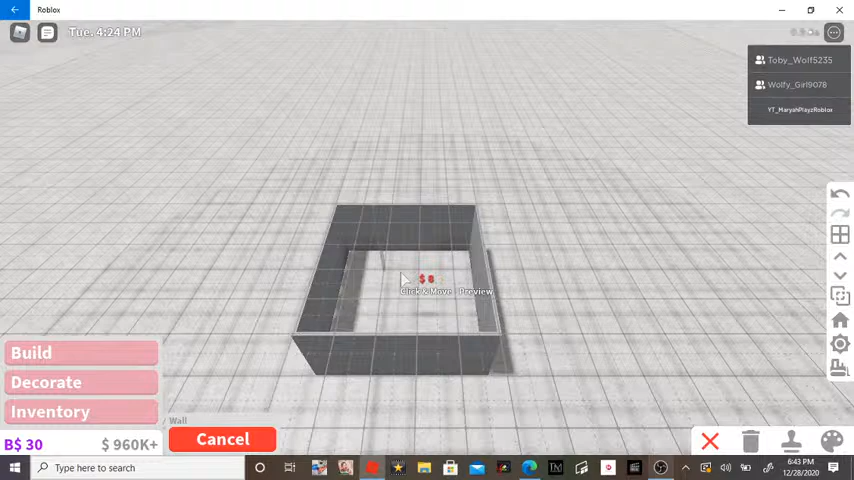 Roblox
Tue. 4:24 PM
Toby_Wolf5235
Wolfy_Girl9078
YT_MaryahPlayzRoblox
$ 8
Click & Move - Preview
Build
Decorate
Inventory
Wall
B$ 30
$ 960K+
Cancel
Type here to search
TM
6:43 PM
12/28/2020